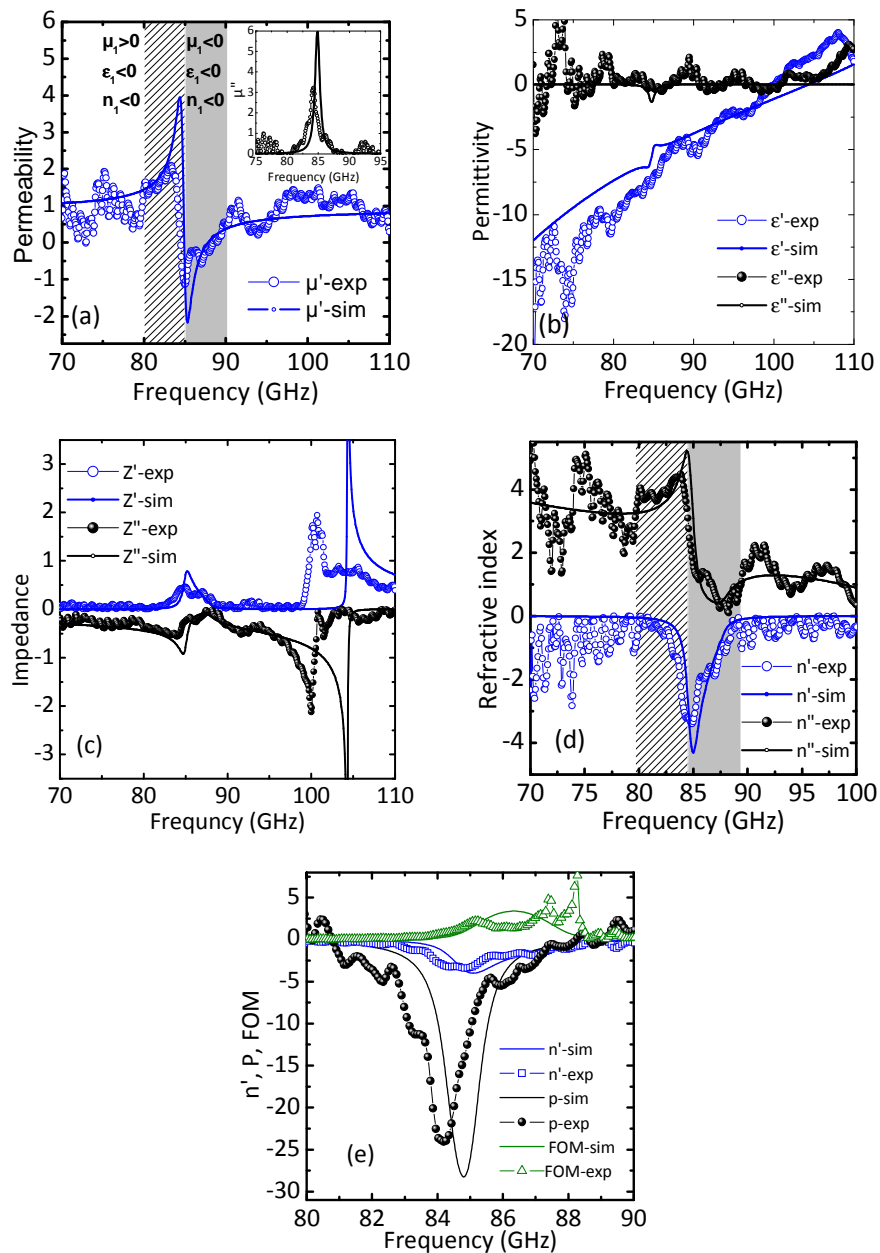 6
5
4
3
2
1
0
-1
-2
Permeability
μ₁>0 μ₁<0
ε₁<0 ε₁<0
n₁<0 n₁<0
6
5
4
3
2
1
0
μ''
75 80 85 90 95
Frequency (GHz)
μ'-exp
μ'-sim
(a)
70 80 90 100 110
Frequency (GHz)
5
0
-5
-10
-15
-20
Permittivity
ε'-exp
ε'-sim
ε''-exp
ε''-sim
(b)
70 80 90 100 110
Frequency (GHz)
3
2
1
0
-1
-2
-3
Impedance
Z'-exp
Z'-sim
Z''-exp
Z''-sim
(c)
60 70 80 90 100 110
Frequncy (GHz)
4
2
0
-2
-4
Refractive index
n'-exp
n'-sim
n''-exp
n''-sim
(d)
70 75 80 85 90 95 100
Frequency (GHz)
5
0
-5
-10
-15
-20
-25
-30
n', P, FOM
n'-sim
n'-exp
p-sim
p-exp
FOM-sim
FOM-exp
(e)
80 82 84 86 88 90
Frequency (GHz)